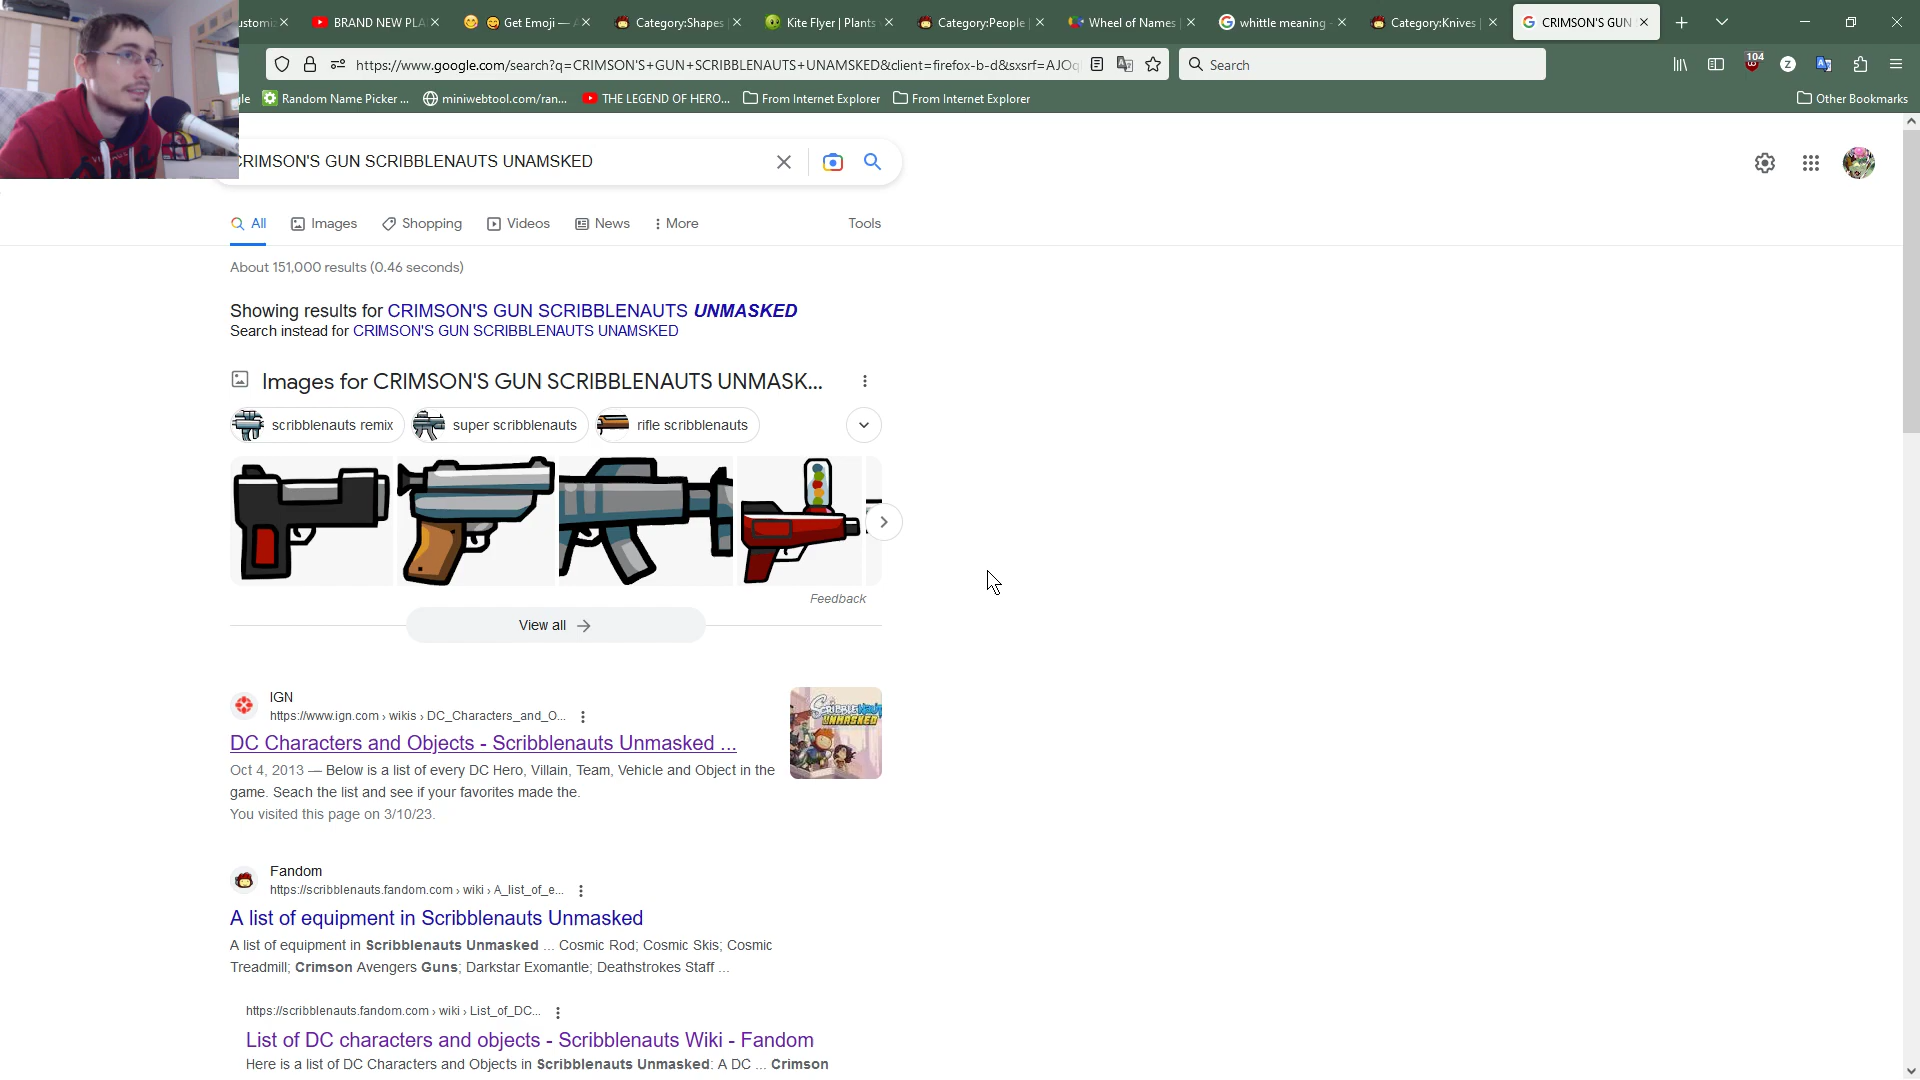 ustomi
BRAND NEW PLA
Get Emoji —
Category:Shapes
Kite Flyer | Plants
Category:People
Wheel of Names |
whittle meaning -
Category:Knives |
CRIMSON'S GUN
https://www.google.com/search?q=CRIMSON'S+GUN+SCRIBBLENAUTS+UNAMSKED&client=firefox-b-d&sxsrf=AJOq
Search
104
Z
gle
Random Name Picker ...
miniwebtool.com/ran...
THE LEGEND OF HERO...
From Internet Explorer
From Internet Explorer
Other Bookmarks
CRIMSON'S GUN SCRIBBLENAUTS UNAMSKED
All
Images
Shopping
Videos
News
More
Tools
About 151,000 results (0.46 seconds)
Showing results for CRIMSON'S GUN SCRIBBLENAUTS UNMASKED
Search instead for CRIMSON'S GUN SCRIBBLENAUTS UNAMSKED
Images for CRIMSON'S GUN SCRIBBLENAUTS UNMASK...
scribblenauts remix
super scribblenauts
rifle scribblenauts
Feedback
View all
IGN
https://www.ign.com › wikis › DC_Characters_and_O...
DC Characters and Objects - Scribblenauts Unmasked ...
Oct 4, 2013 — Below is a list of every DC Hero, Villain, Team, Vehicle and Object in the
game. Seach the list and see if your favorites made the.
You visited this page on 3/10/23.
SCRIBBLENAUTS
UNMASKED
Fandom
https://scribblenauts.fandom.com › wiki › A_list_of_e...
A list of equipment in Scribblenauts Unmasked
A list of equipment in Scribblenauts Unmasked ... Cosmic Rod; Cosmic Skis; Cosmic
Treadmill; Crimson Avengers Guns; Darkstar Exomantle; Deathstrokes Staff ...
https://scribblenauts.fandom.com › wiki › List_of_DC...
List of DC characters and objects - Scribblenauts Wiki - Fandom
Here is a list of DC Characters and Objects in Scribblenauts Unmasked: A DC ... Crimson